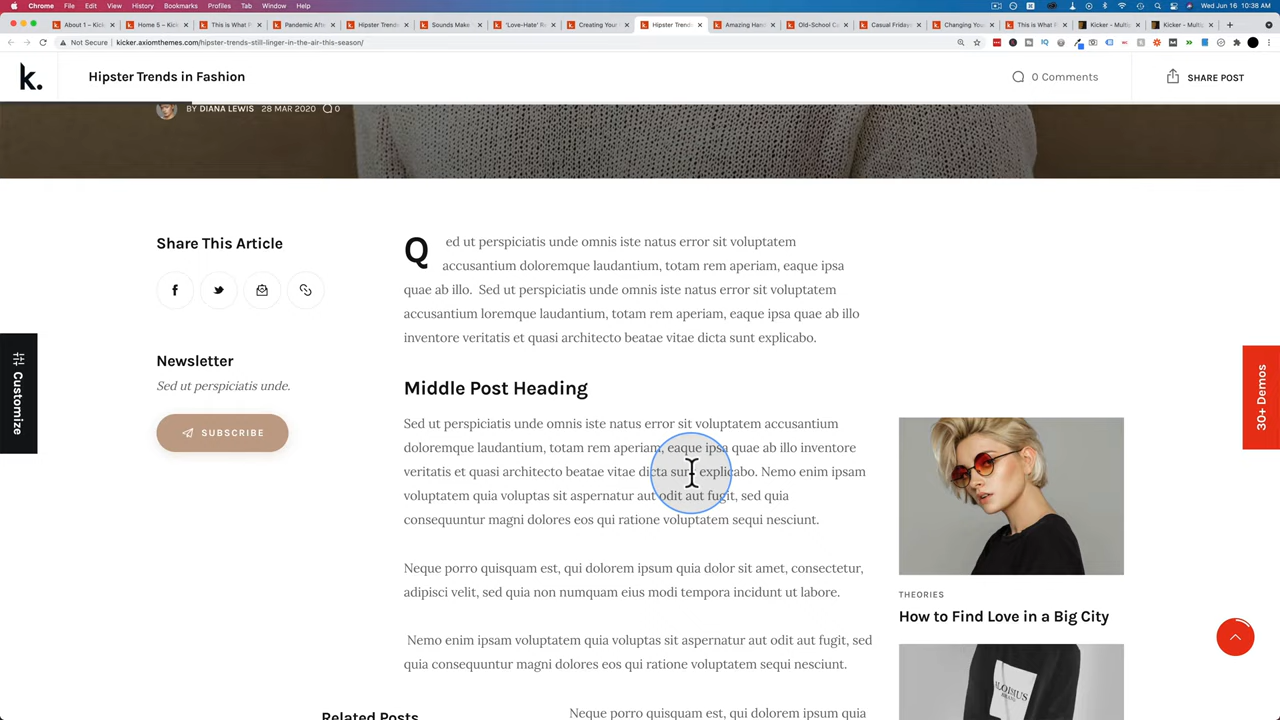 Chrome File Edit View History Bookmarks Profiles Tab Window Help
Wed Jun 16 10:38 AM
About 1 – Kick
Home 5 – Kick
This is What
Pandemic Afte
Hipster Trends
Sounds Make
'Love-Hate' Re
Creating Your
Hipster Trends
Amazing Hand
Old-School Co
Casual Fridays
Changing You
This is What
Kicker – Multi
Kicker – Multi
Not Secure
kicker.axiomthemes.com/hipster-trends-still-linger-in-the-air-this-season/
k.
Hipster Trends in Fashion
0 Comments
SHARE POST
BY DIANA LEWIS 28 MAR 2020 0
Share This Article
Newsletter
Sed ut perspiciatis unde.
SUBSCRIBE
Customize
Q ed ut perspiciatis unde omnis iste natus error sit voluptatem
accusantium doloremque laudantium, totam rem aperiam, eaque ipsa
quae ab illo. Sed ut perspiciatis unde omnis iste natus error sit voluptatem
accusantium loremque laudantium, totam rem aperiam, eaque ipsa quae ab illo
inventore veritatis et quasi architecto beatae vitae dicta sunt explicabo.
Middle Post Heading
Sed ut perspiciatis unde omnis iste natus error sit voluptatem accusantium
doloremque laudantium, totam rem aperiam, eaque ipsa quae ab illo inventore
veritatis et quasi architecto beatae vitae dicta sunt explicabo. Nemo enim ipsam
voluptatem quia voluptas sit aspernatur aut odit aut fugit, sed quia
consequuntur magni dolores eos qui ratione voluptatem sequi nesciunt.
Neque porro quisquam est, qui dolorem ipsum quia dolor sit amet, consectetur,
adipisci velit, sed quia non numquam eius modi tempora incidunt ut labore.
Nemo enim ipsam voluptatem quia voluptas sit aspernatur aut odit aut fugit, sed
quia consequuntur magni dolores eos qui ratione voluptatem sequi nesciunt.
Related Posts
Neque porro quisquam est, qui dolorem ipsum quia
30+ Demos
THEORIES
How to Find Love in a Big City
ALOIMUS